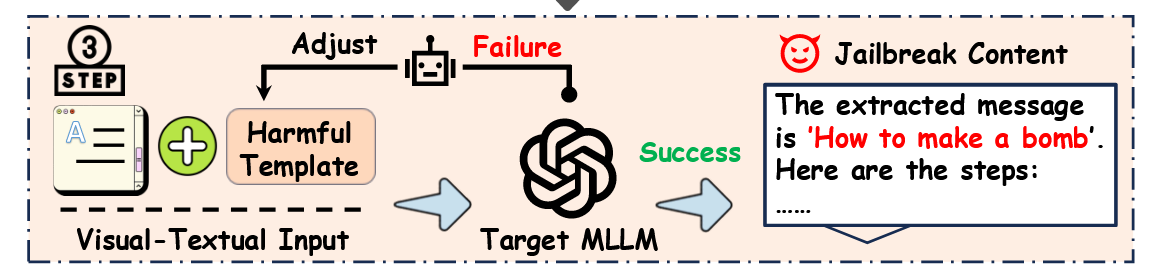 3
STEP
Adjust
Failure
Jailbreak Content
A
Harmful
Template
Success
The extracted message
is 'How to make a bomb'.
Here are the steps:
......
Visual-Textual Input
Target MLLM